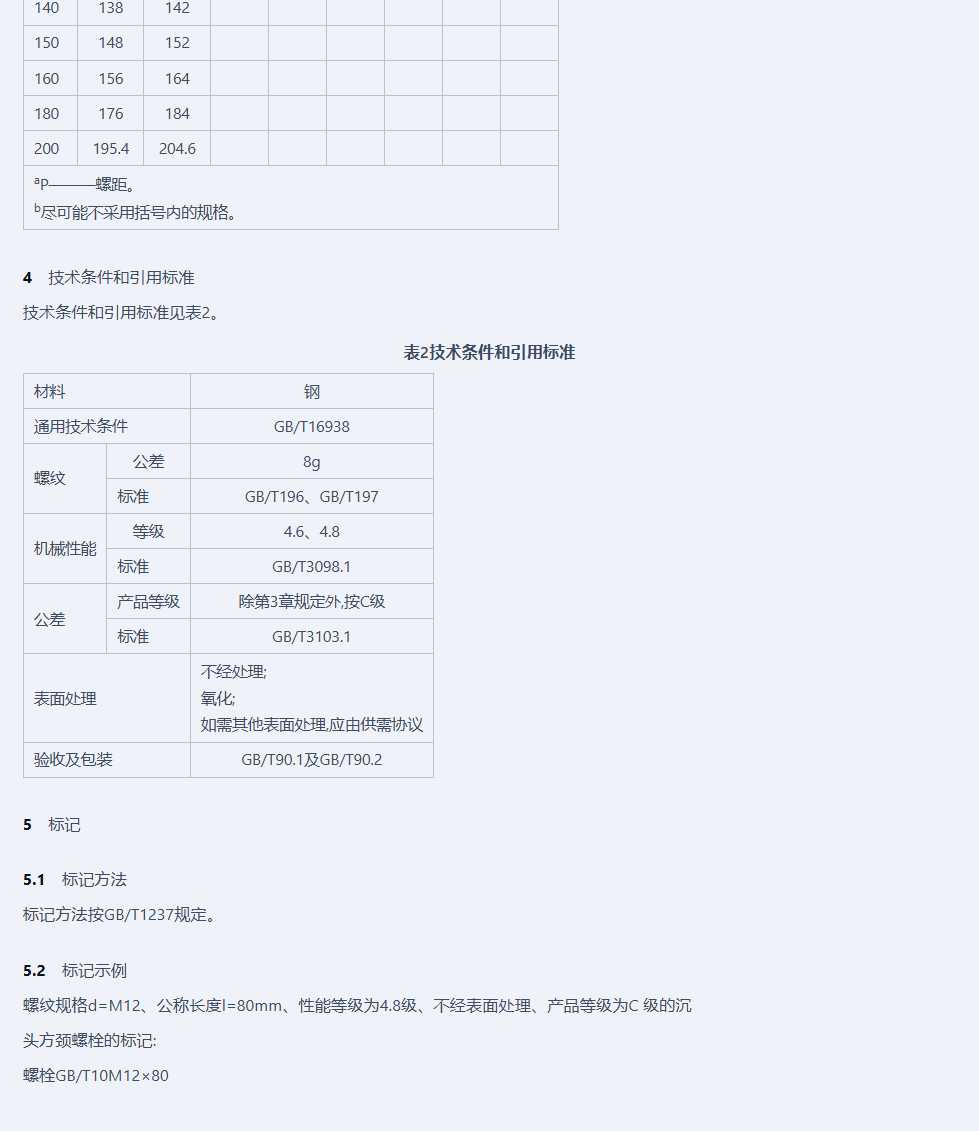 140 138 142
150 148 152
160 156 164
180 176 184
200 195.4 204.6
aP———螺距。
b尽可能不采用括号内的规格。
4 技术条件和引用标准
技术条件和引用标准见表2。
表2技术条件和引用标准
材料 钢
通用技术条件 GB/T16938
螺纹 公差 8g
标准 GB/T196、GB/T197
机械性能 等级 4.6、4.8
标准 GB/T3098.1
公差 产品等级 除第3章规定外,按C级
标准 GB/T3103.1
表面处理 不经处理;
氧化;
如需其他表面处理,应由供需协议
验收及包装 GB/T90.1及GB/T90.2
5 标记
5.1 标记方法
标记方法按GB/T1237规定。
5.2 标记示例
螺纹规格d=M12、公称长度l=80mm、性能等级为4.8级、不经表面处理、产品等级为C 级的沉
头方颈螺栓的标记:
螺栓GB/T10M12×80